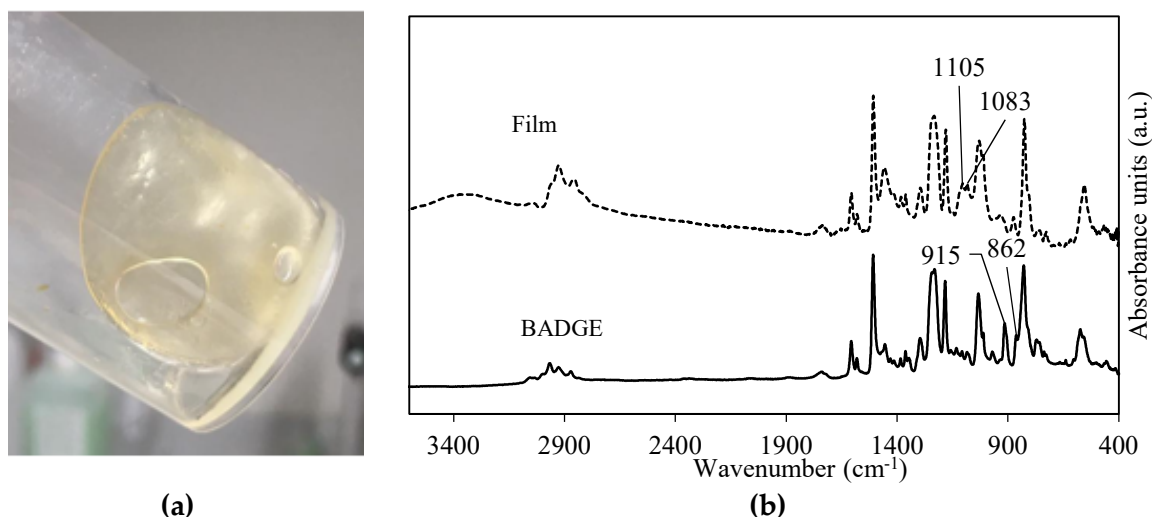 1105
1083
Film
915 862
BADGE
Absorbance units (a.u.)
3400 2900 2400 1900 1400 900 400
Wavenumber (cm⁻¹)
(a) (b)